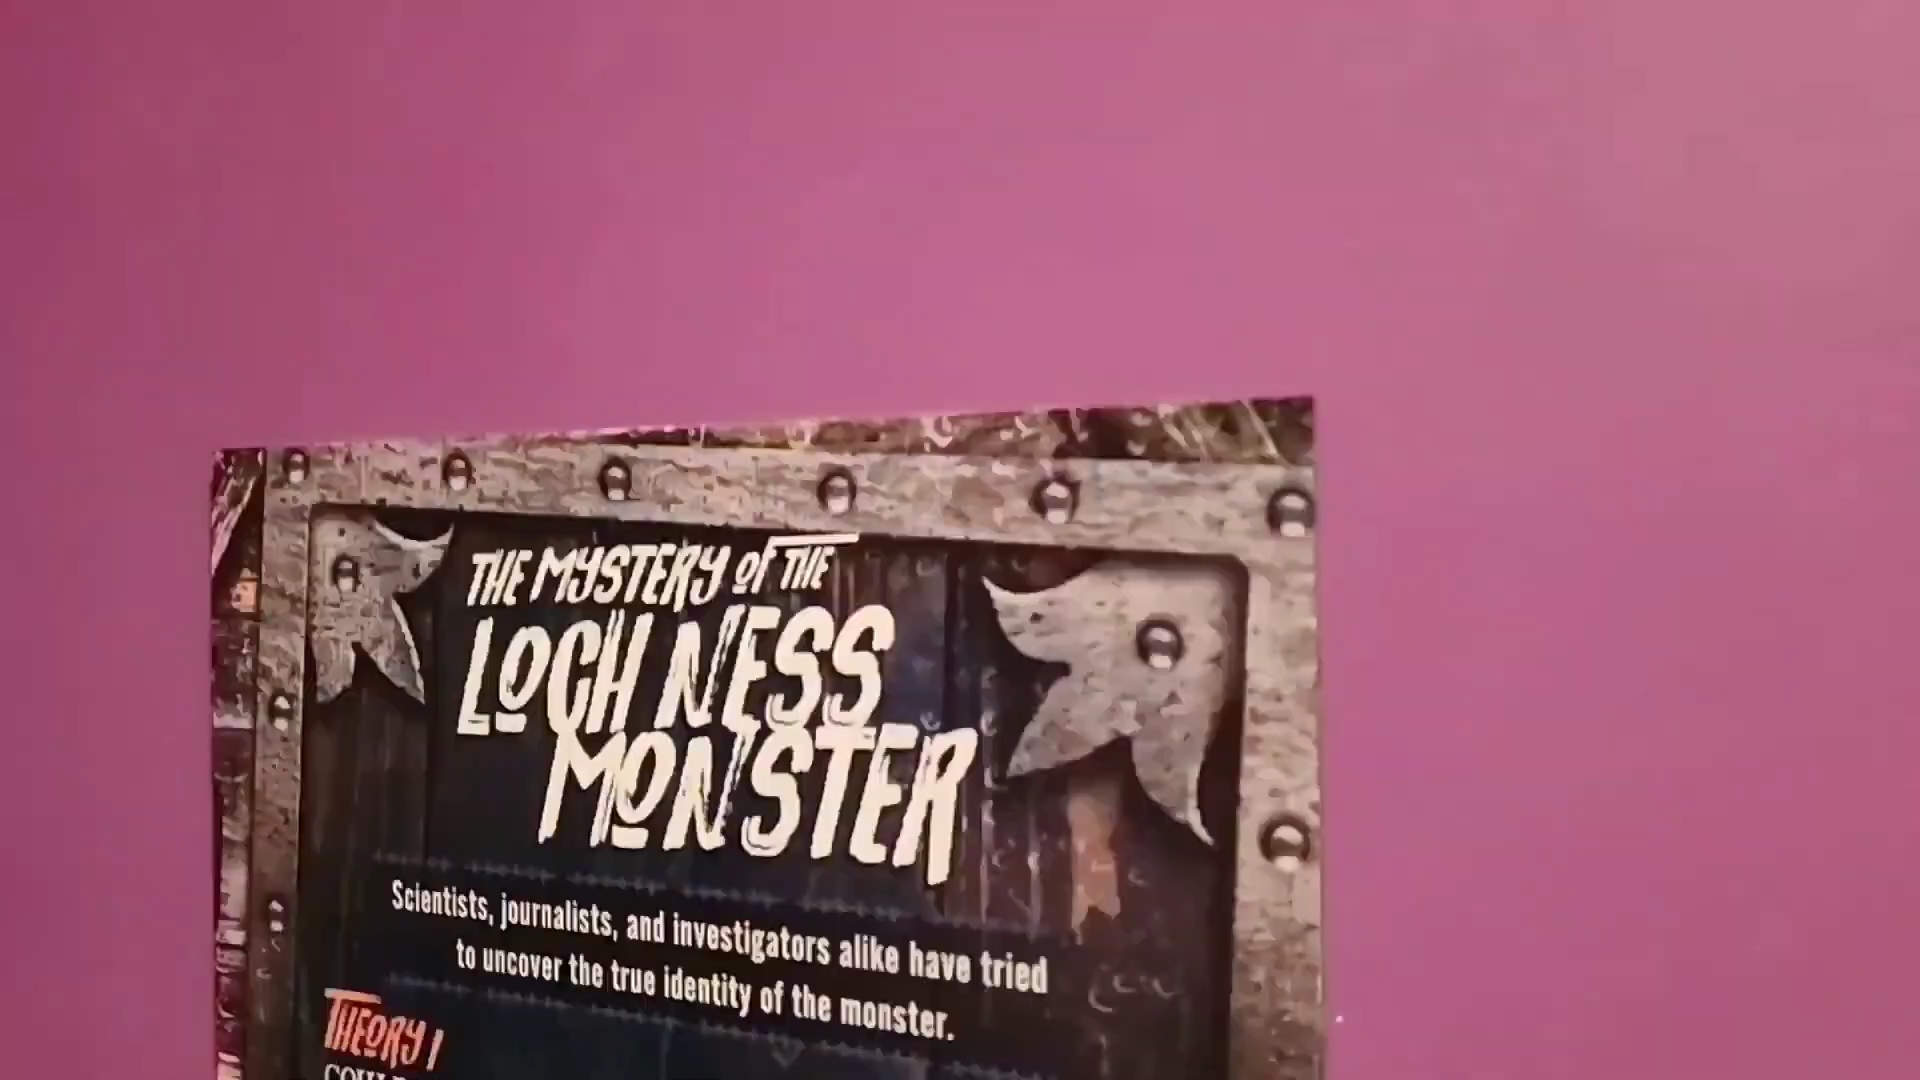 THE MYSTERY OF THE
LOCH NESS
MONSTER
Scientists, journalists, and investigators alike have tried
to uncover the true identity of the monster.
THEORY 1